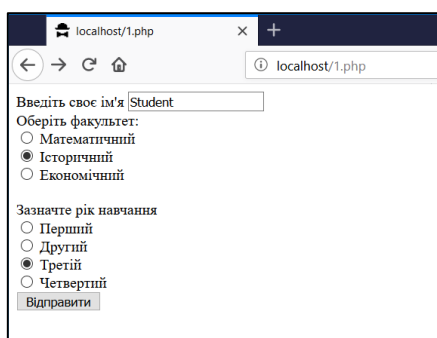 localhost/1.php
localhost/1.php
Введіть своє ім'я Student
Оберіть факультет:
Математичний
Історичний
Економічний
Зазначте рік навчання
Перший
Другий
Третій
Четвертий
Відправити